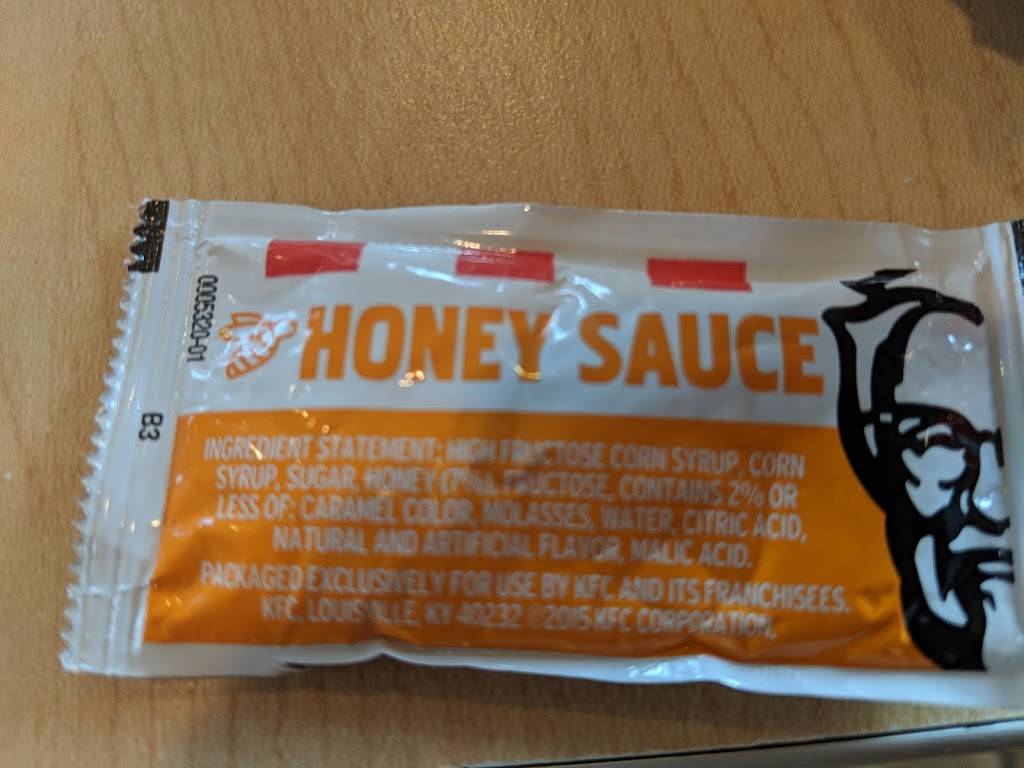 HONEY SAUCE
INGREDIENT STATEMENT: HIGH FRUCTOSE CORN SYRUP, CORN
SYRUP, SUGAR, HONEY (7%), FRUCTOSE, CONTAINS 2% OR
LESS OF: CARAMEL COLOR, MOLASSES, WATER, CITRIC ACID,
NATURAL AND ARTIFICIAL FLAVOR, MALIC ACID.
PACKAGED EXCLUSIVELY FOR USE BY KFC AND ITS FRANCHISEES.
KFC, LOUISVILLE, KY 40232 ©2015 KFC CORPORATION.
0005320-01
B3